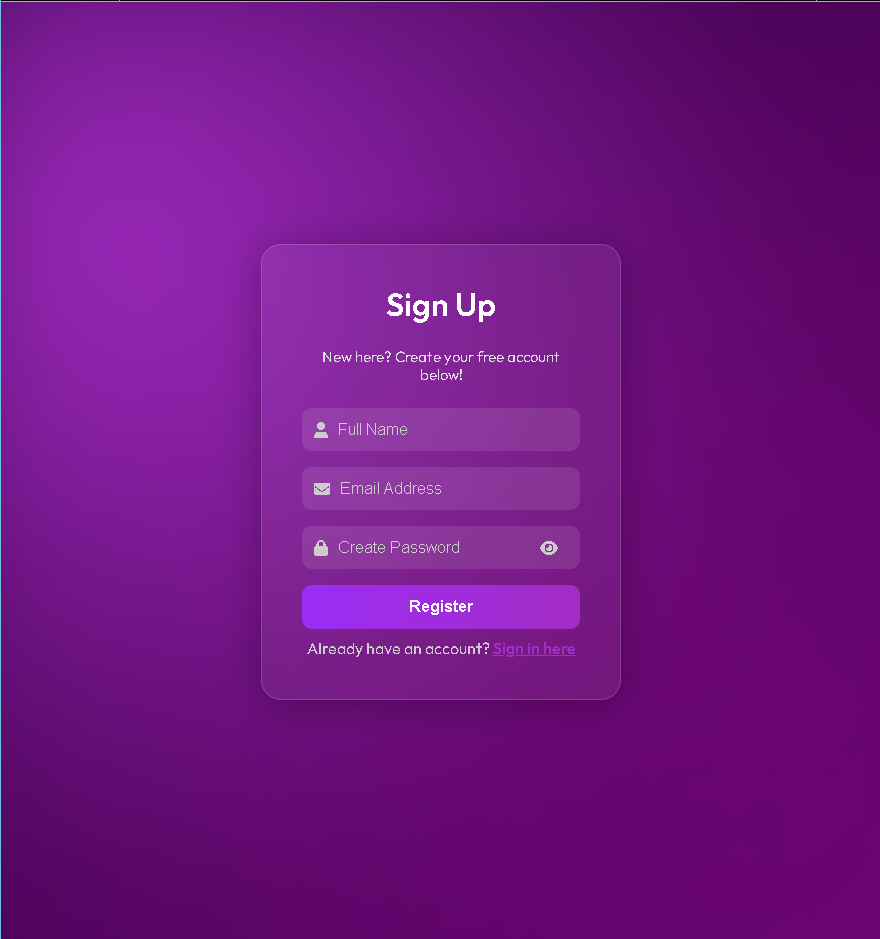 Sign Up
New here? Create your free account
below!
Full Name
Email Address
Create Password
Register
Already have an account? Sign in here